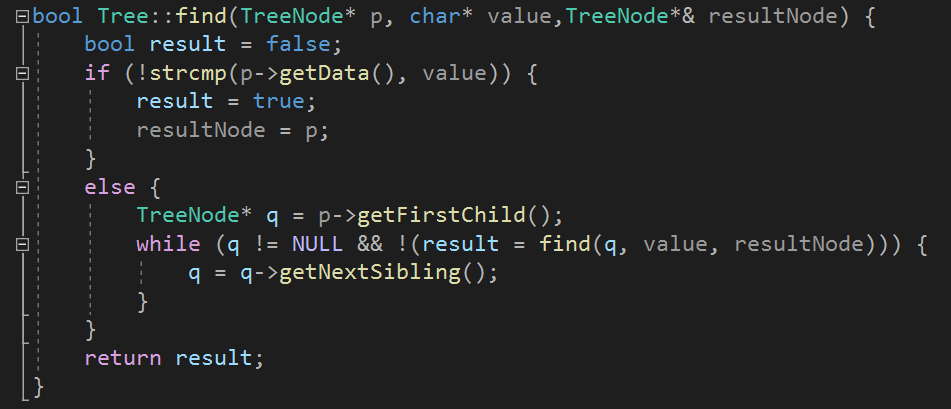 bool Tree::find(TreeNode* p, char* value,TreeNode*& resultNode) {
    bool result = false;
    if (!strcmp(p->getData(), value)) {
        result = true;
        resultNode = p;
    }
    else {
        TreeNode* q = p->getFirstChild();
        while (q != NULL && !(result = find(q, value, resultNode))) {
            q = q->getNextSibling();
        }
    }
    return result;
}